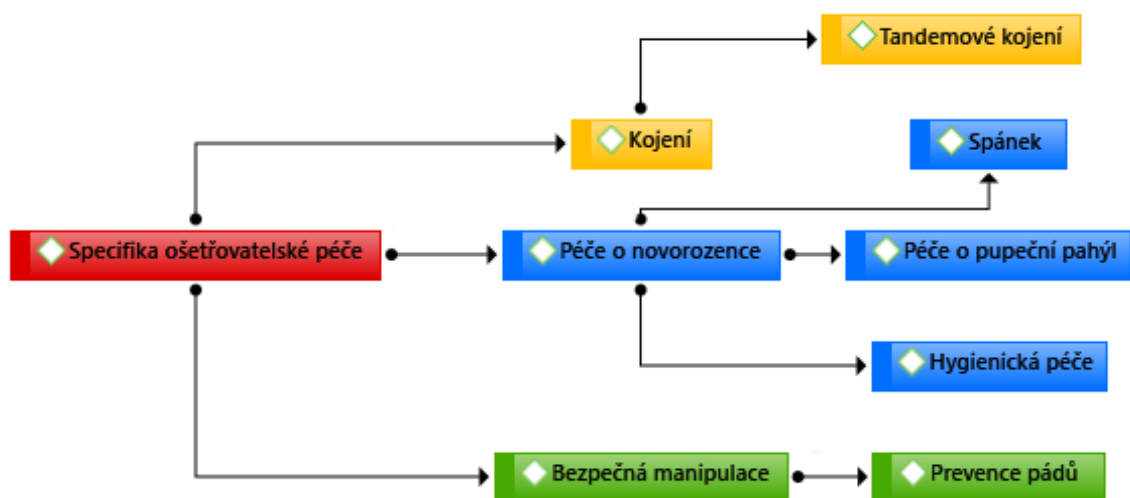 Tandemové kojení
Kojení
Spánek
Specifika ošetřovatelské péče
Péče o novorozence
Péče o pupeční pahýl
Hygienická péče
Bezpečná manipulace
Prevence pádů